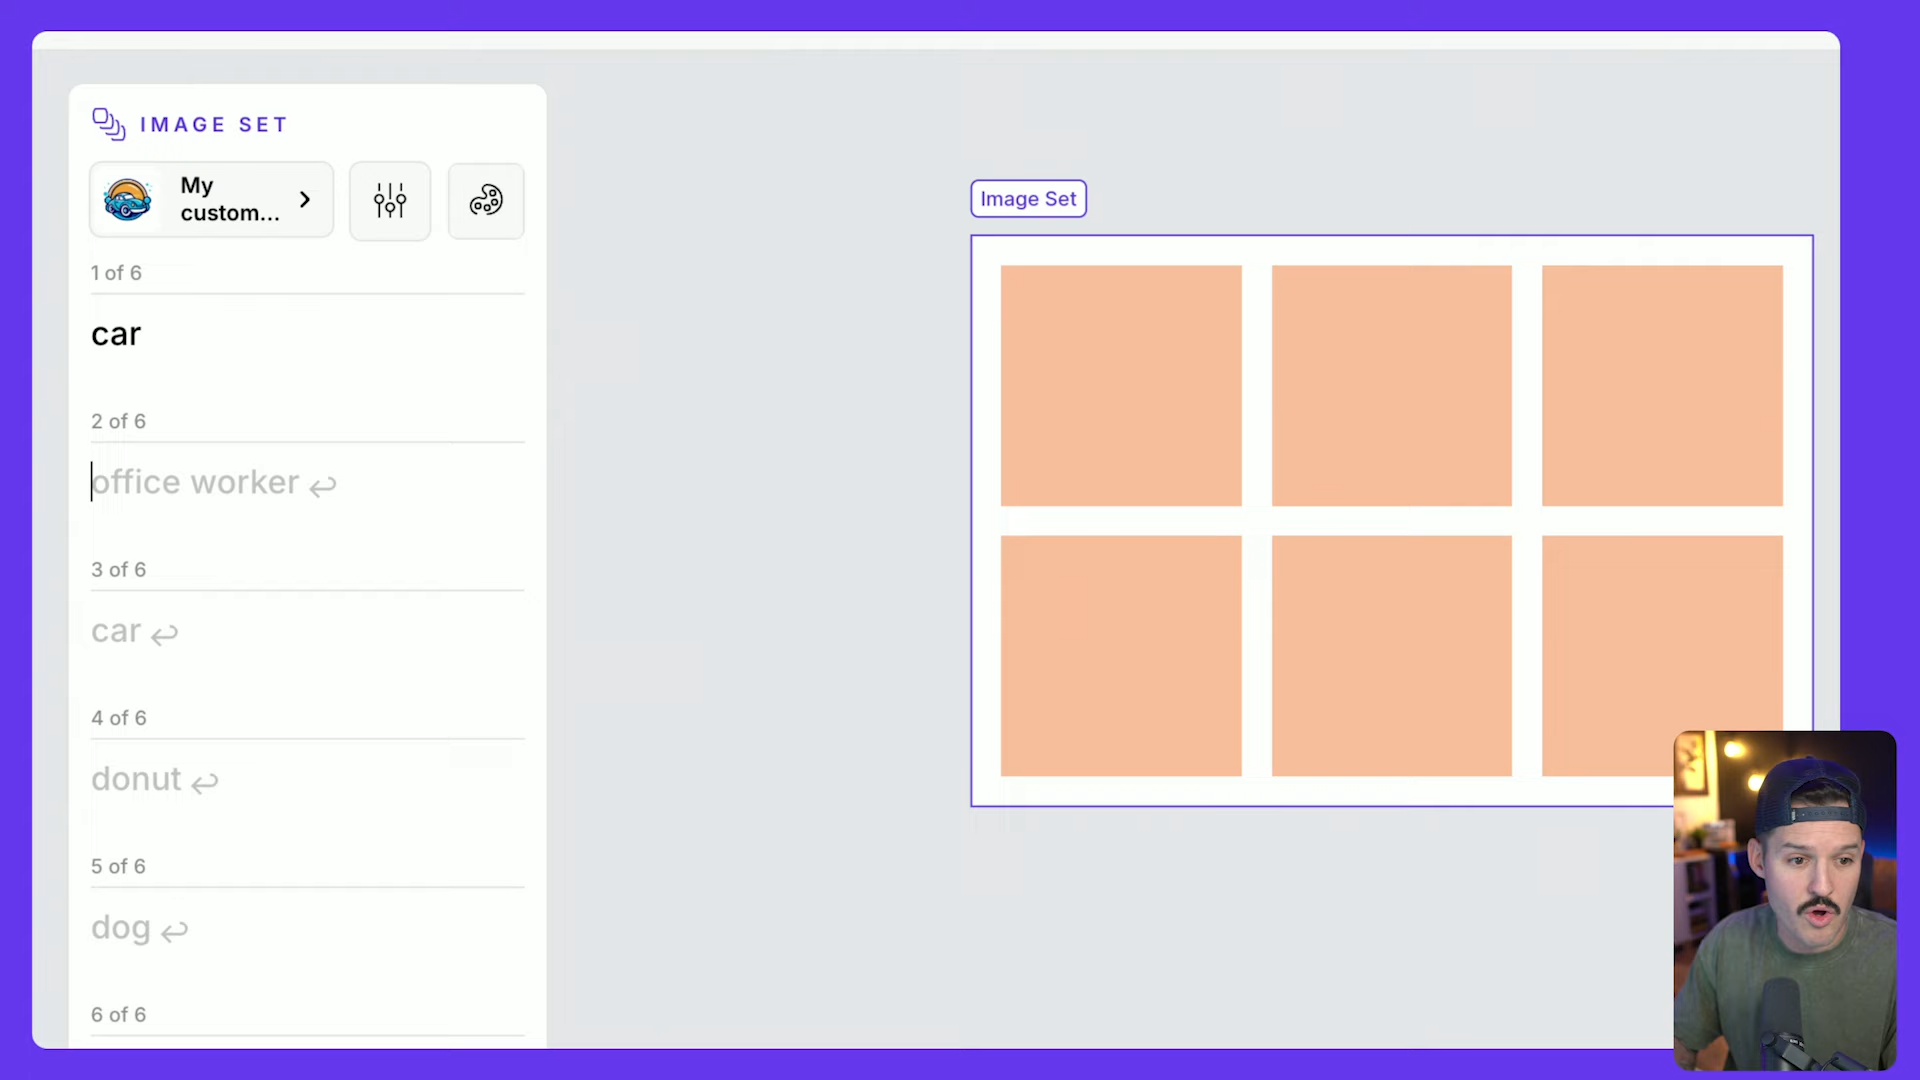 IMAGE SET
My
custom...
1 of 6
car
2 of 6
office worker
3 of 6
car
4 of 6
donut
5 of 6
dog
6 of 6
Image Set